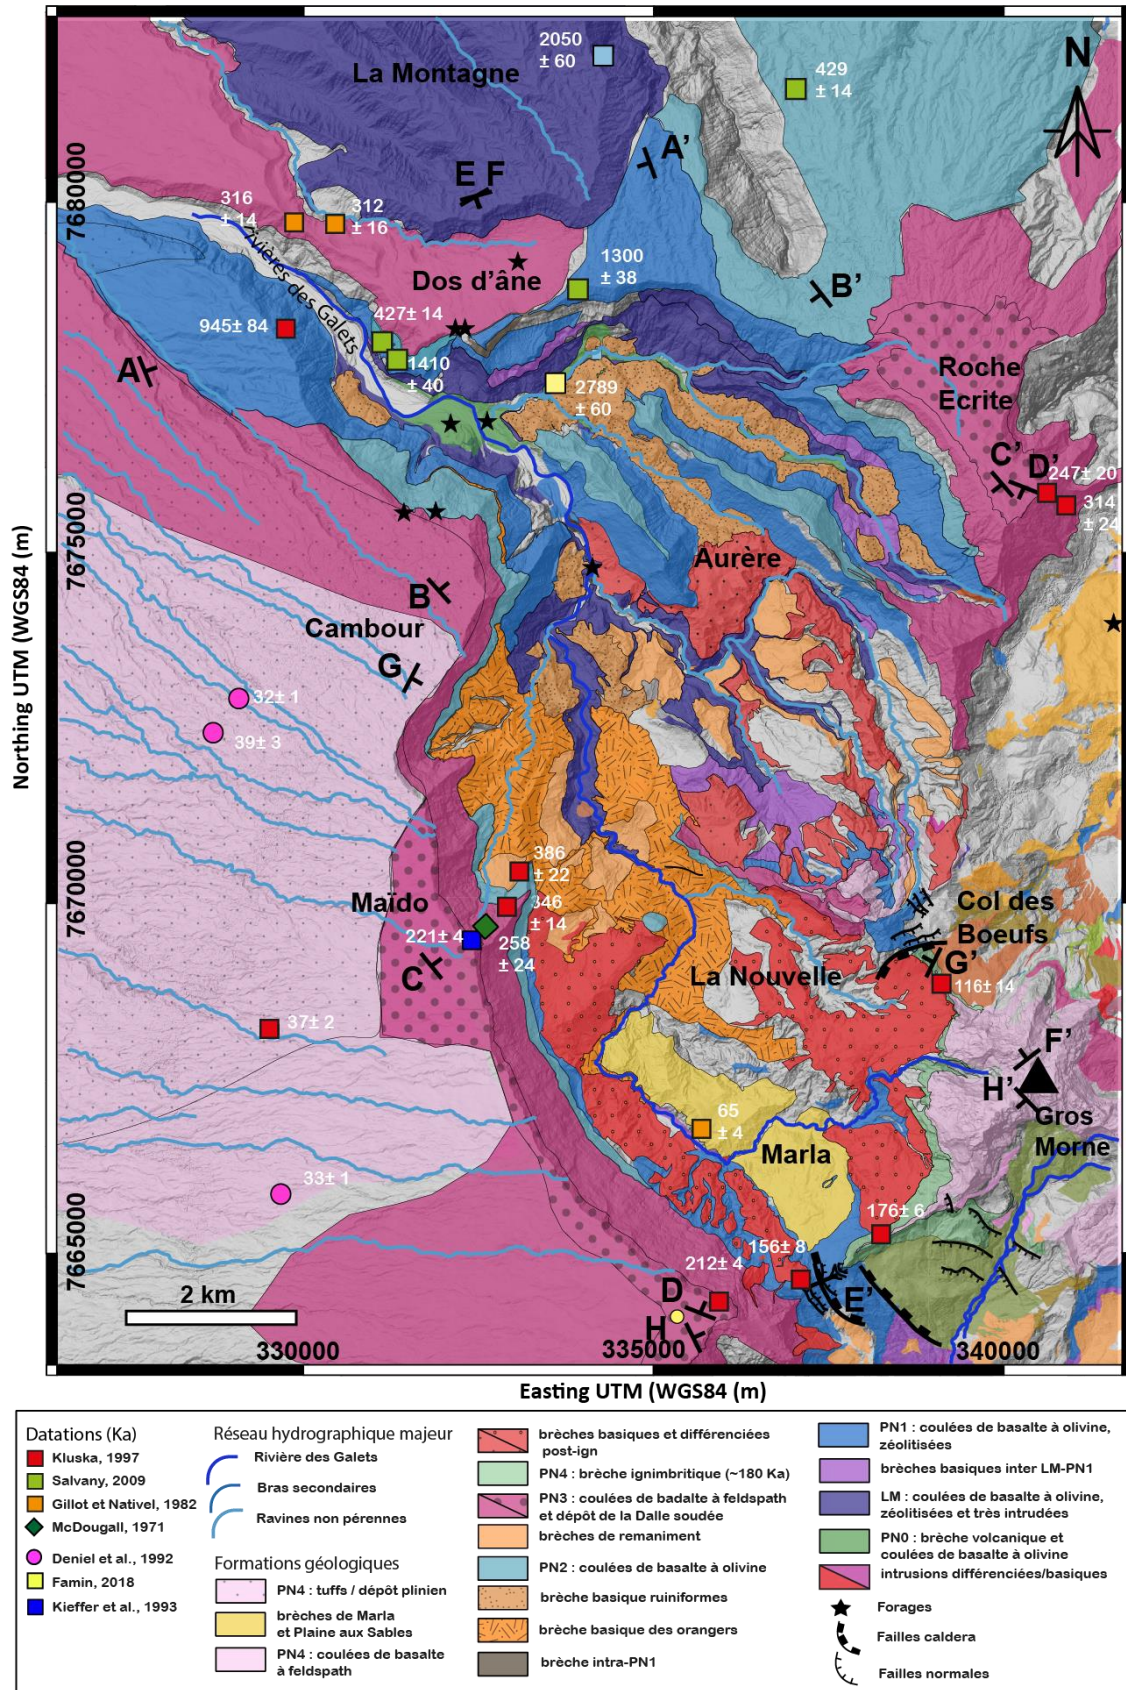 2050
± 60
La Montagne
429
± 14
N
A'
E F
7680000
316
± 14
312
± 16
Rivières des Galets
Dos d'âne
1300
± 38
B'
945± 84
427± 14
1410
± 40
A
2789
± 60
Roche
Ecrite
C'
D'
247± 20
314
± 24
7675000
Aurère
B
Cambour
G
32± 1
39± 3
Northing UTM (WGS84 (m)
386
± 22
346
± 14
7670000
Maïdo
221± 4
258
± 24
C
Col des
Boeufs
G'
La Nouvelle
116± 14
37± 2
F'
H'
Gros
Morne
65
± 4
Marla
33± 1
7665000
176± 6
156± 8
212± 4
E'
D
H
2 km
330000
335000
340000
Easting UTM (WGS84 (m)
Datations (Ka)
Kluska, 1997
Salvany, 2009
Gillot et Nativel, 1982
McDougall, 1971
Deniel et al., 1992
Famin, 2018
Kieffer et al., 1993
Réseau hydrographique majeur
Rivière des Galets
Bras secondaires
Ravines non pérennes
Formations géologiques
PN4 : tuffs / dépôt plinien
brèches de Marla
et Plaine aux Sables
PN4 : coulées de basalte
à feldspath
brèches basiques et différenciées
post-ign
PN4 : brèche ignimbritique (~180 Ka)
PN3 : coulées de badalte à feldspath
et dépôt de la Dalle soudée
brèches de remaniment
PN2 : coulées de basalte à olivine
brèche basique ruiniformes
brèche basique des orangers
brèche intra-PN1
PN1 : coulées de basalte à olivine,
zéolitisées
brèches basiques inter LM-PN1
LM : coulées de basalte à olivine,
zéolitisées et très intrudées
PN0 : brèche volcanique et
coulées de basalte à olivine
intrusions différenciées/basiques
Forages
Failles caldera
Failles normales